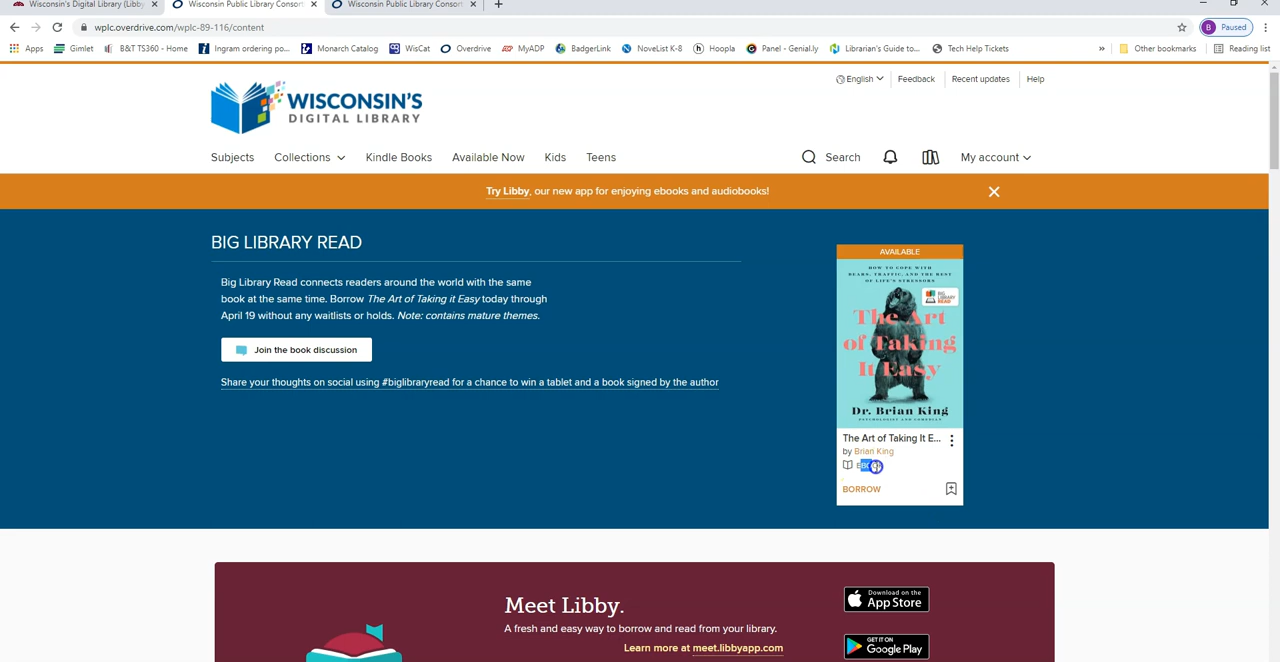 Wisconsin's Digital Library (Libby
Wisconsin Public Library Consort
Wisconsin Public Library Consort
wplc.overdrive.com/wplc-89-116/content
B Paused
Apps Gimlet B&T TS360 - Home Ingram ordering po... Monarch Catalog WisCat Overdrive MyADP BadgerLink NoveList K-8 Hoopla Panel - Genial.ly Librarian's Guide to... Tech Help Tickets » Other bookmarks Reading list
English Feedback Recent updates Help
WISCONSIN'S
DIGITAL LIBRARY
Subjects Collections Kindle Books Available Now Kids Teens Search My account
Try Libby, our new app for enjoying ebooks and audiobooks!
BIG LIBRARY READ
Big Library Read connects readers around the world with the same
book at the same time. Borrow The Art of Taking it Easy today through
April 19 without any waitlists or holds. Note: contains mature themes.
Join the book discussion
Share your thoughts on social using #biglibraryread for a chance to win a tablet and a book signed by the author
AVAILABLE
HOW TO COPE WITH
BEARS, TRAFFIC, AND THE REST
OF LIFE'S STRESSORS
BIG
LIBRARY
READ
The Art
of Taking
It Easy
Dr. Brian King
PSYCHOLOGIST AND COMEDIAN
The Art of Taking It E...
by Brian King
BORROW
Meet Libby.
A fresh and easy way to borrow and read from your library.
Learn more at meet.libbyapp.com
Download on the
App Store
GET IT ON
Google Play